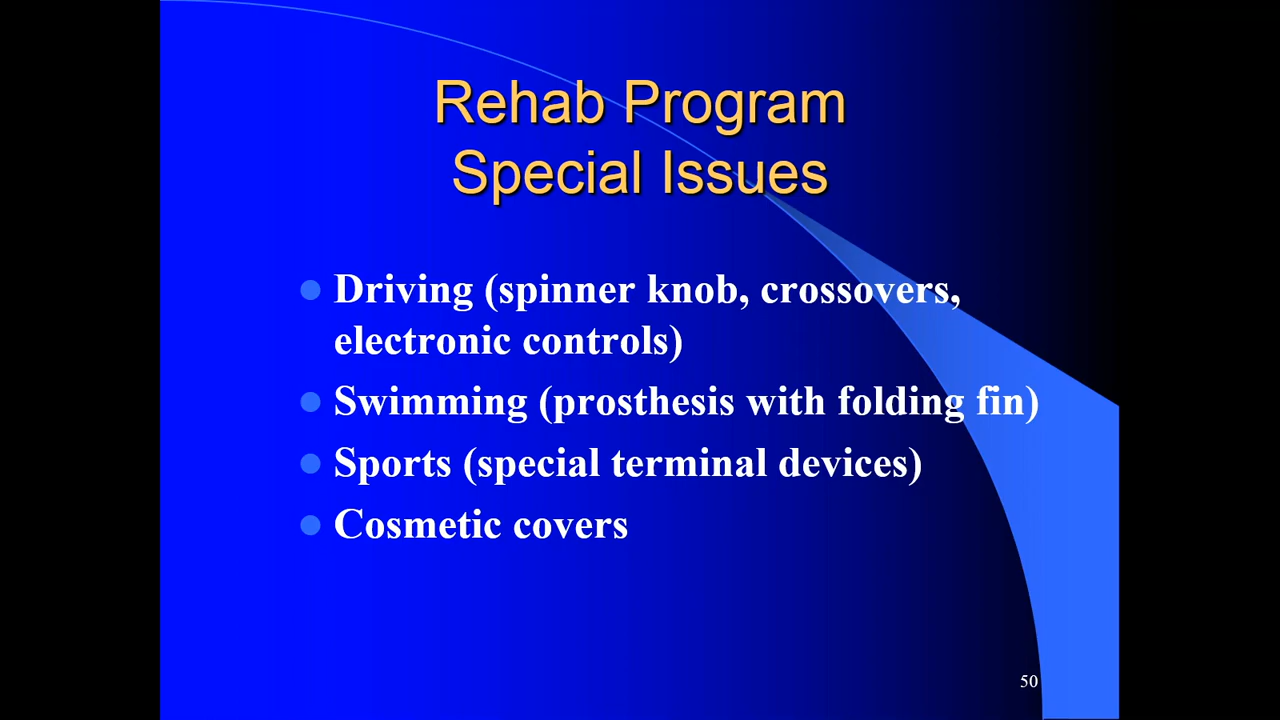 Rehab Program
Special Issues
Driving (spinner knob, crossovers,
electronic controls)
Swimming (prosthesis with folding fin)
Sports (special terminal devices)
Cosmetic covers
50